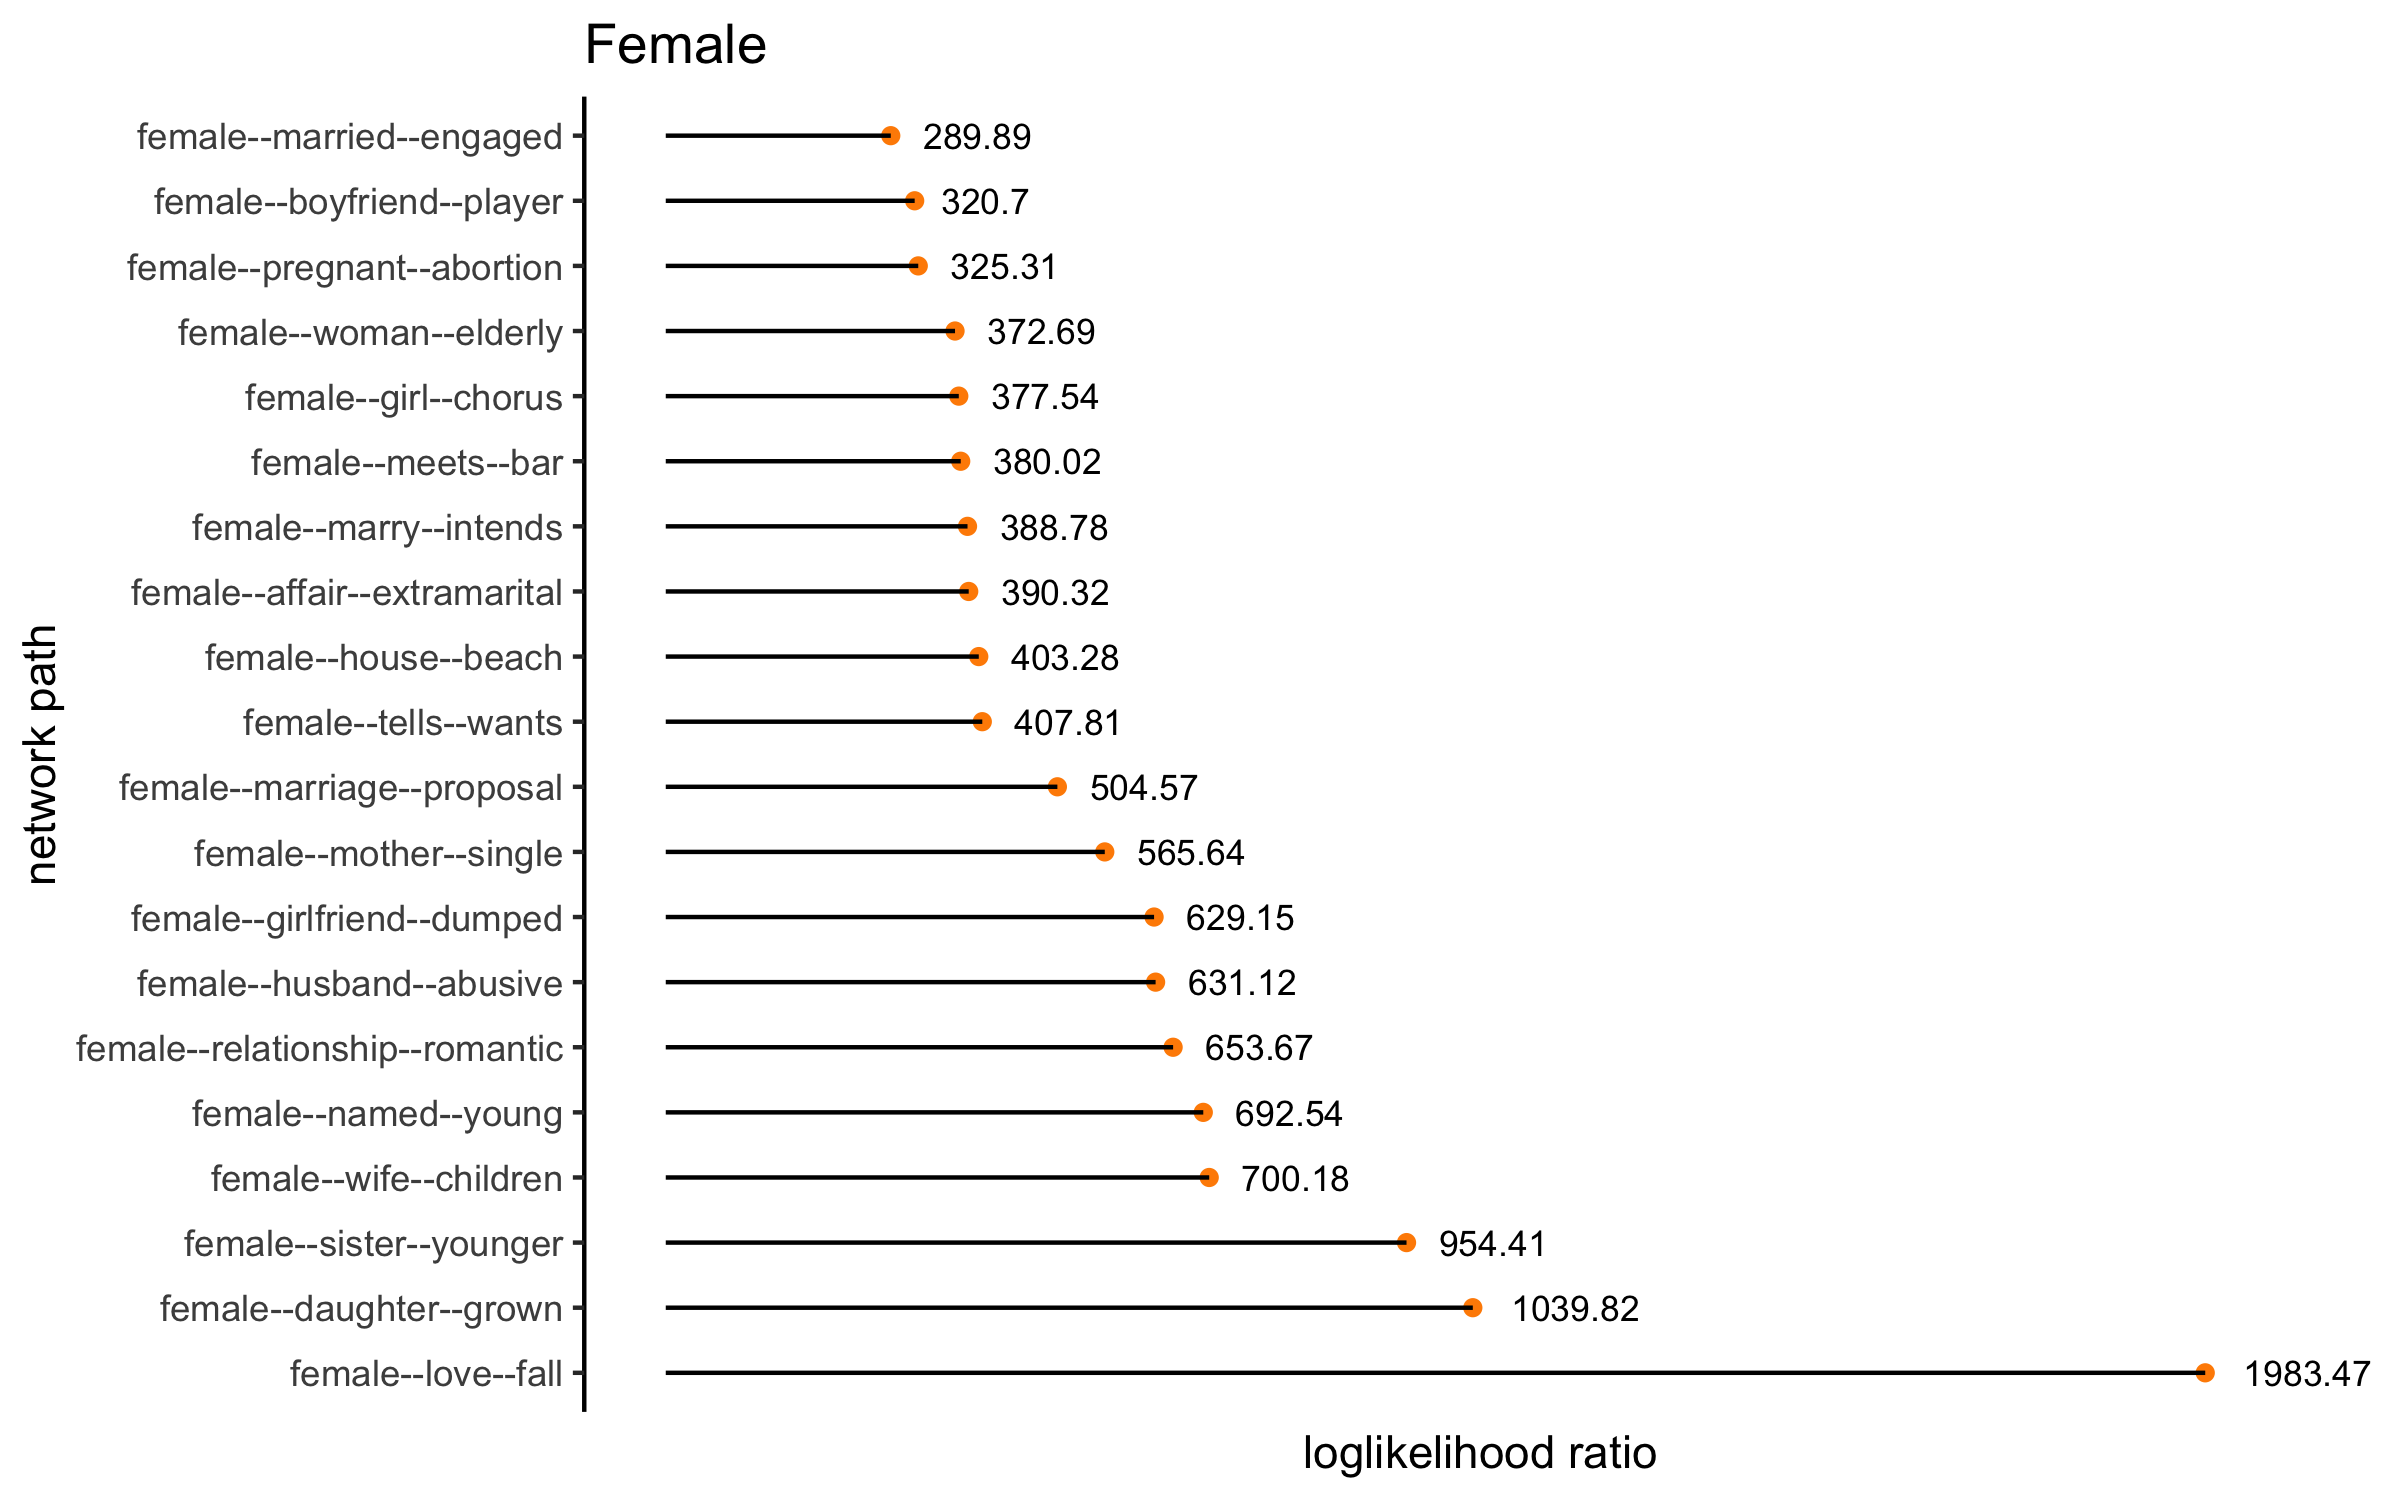 Female
female--married--engaged 289.89
female--boyfriend--player 320.7
female--pregnant--abortion 325.31
female--woman--elderly 372.69
female--girl--chorus 377.54
female--meets--bar 380.02
female--marry--intends 388.78
female--affair--extramarital 390.32
female--house--beach 403.28
female--tells--wants 407.81
female--marriage--proposal 504.57
female--mother--single 565.64
female--girlfriend--dumped 629.15
female--husband--abusive 631.12
female--relationship--romantic 653.67
female--named--young 692.54
female--wife--children 700.18
female--sister--younger 954.41
female--daughter--grown 1039.82
female--love--fall 1983.47
network path
loglikelihood ratio